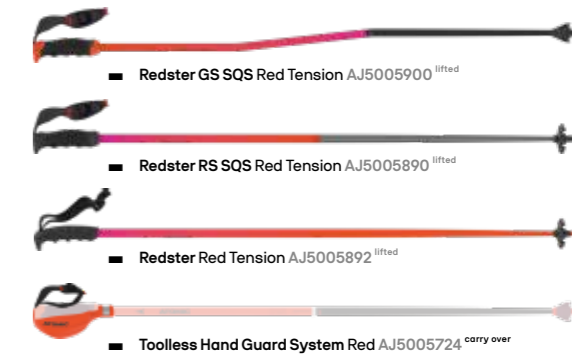 Redster GS SQS Red Tension AJ5005900 lifted
Redster RS SQS Red Tension AJ5005890 lifted
Redster Red Tension AJ5005892 lifted
Toolless Hand Guard System Red AJ5005724 carry over